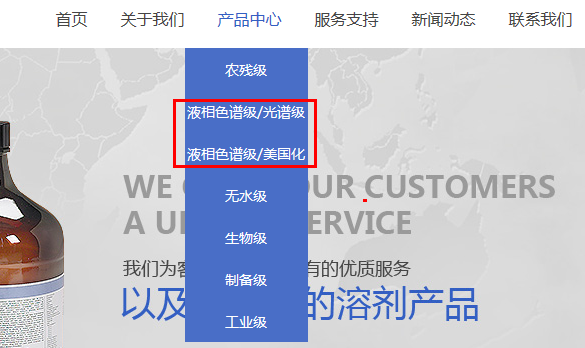 首页 关于我们 产品中心 服务支持 新闻动态 联系我们
农残级
液相色谱级/光谱级
液相色谱级/美国化
无水级
生物级
制备级
工业级
WE OUR CUSTOMERS
A U ERVICE
我们为客 有的优质服务
以及 的溶剂产品